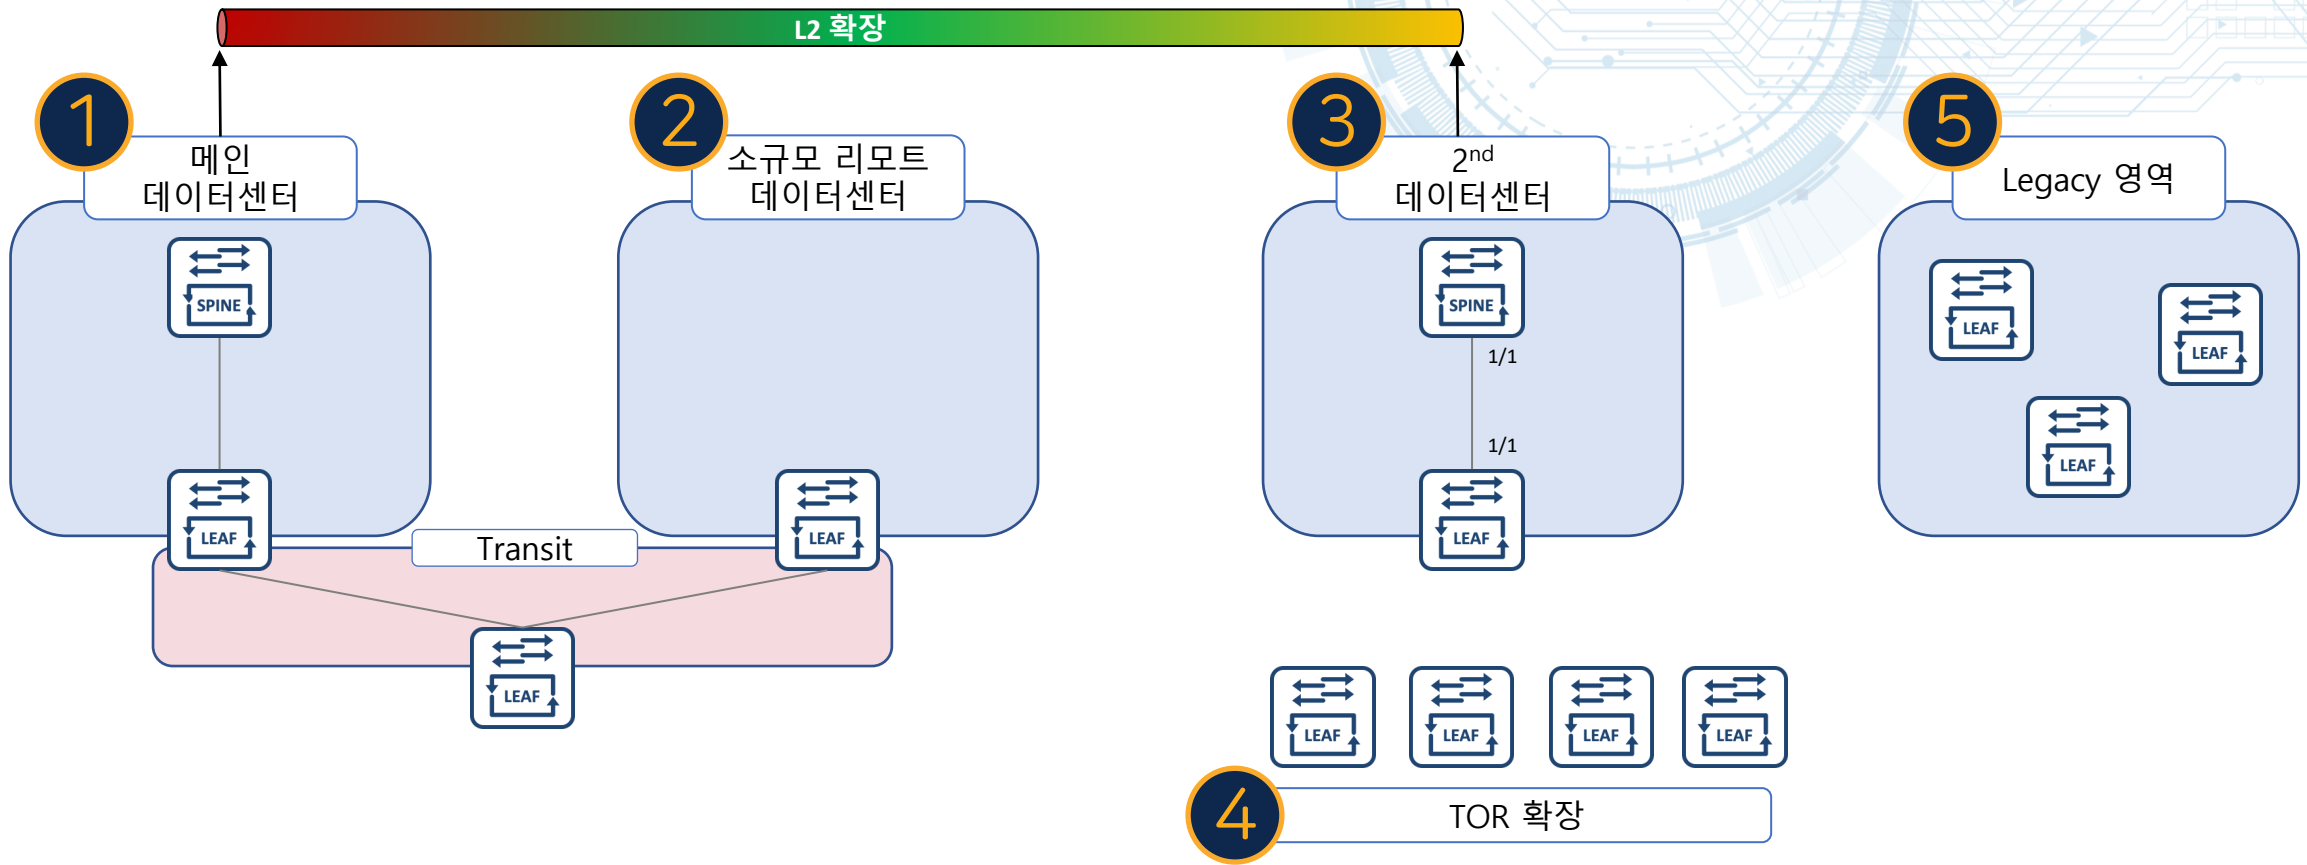 L2 확장
1
메인
데이터센터
SPINE
LEAF
2
소규모 리모트
데이터센터
LEAF
Transit
LEAF
3
2nd
데이터센터
SPINE
1/1
1/1
LEAF
5
Legacy 영역
LEAF
LEAF
LEAF
LEAF
LEAF
LEAF
LEAF
4
TOR 확장